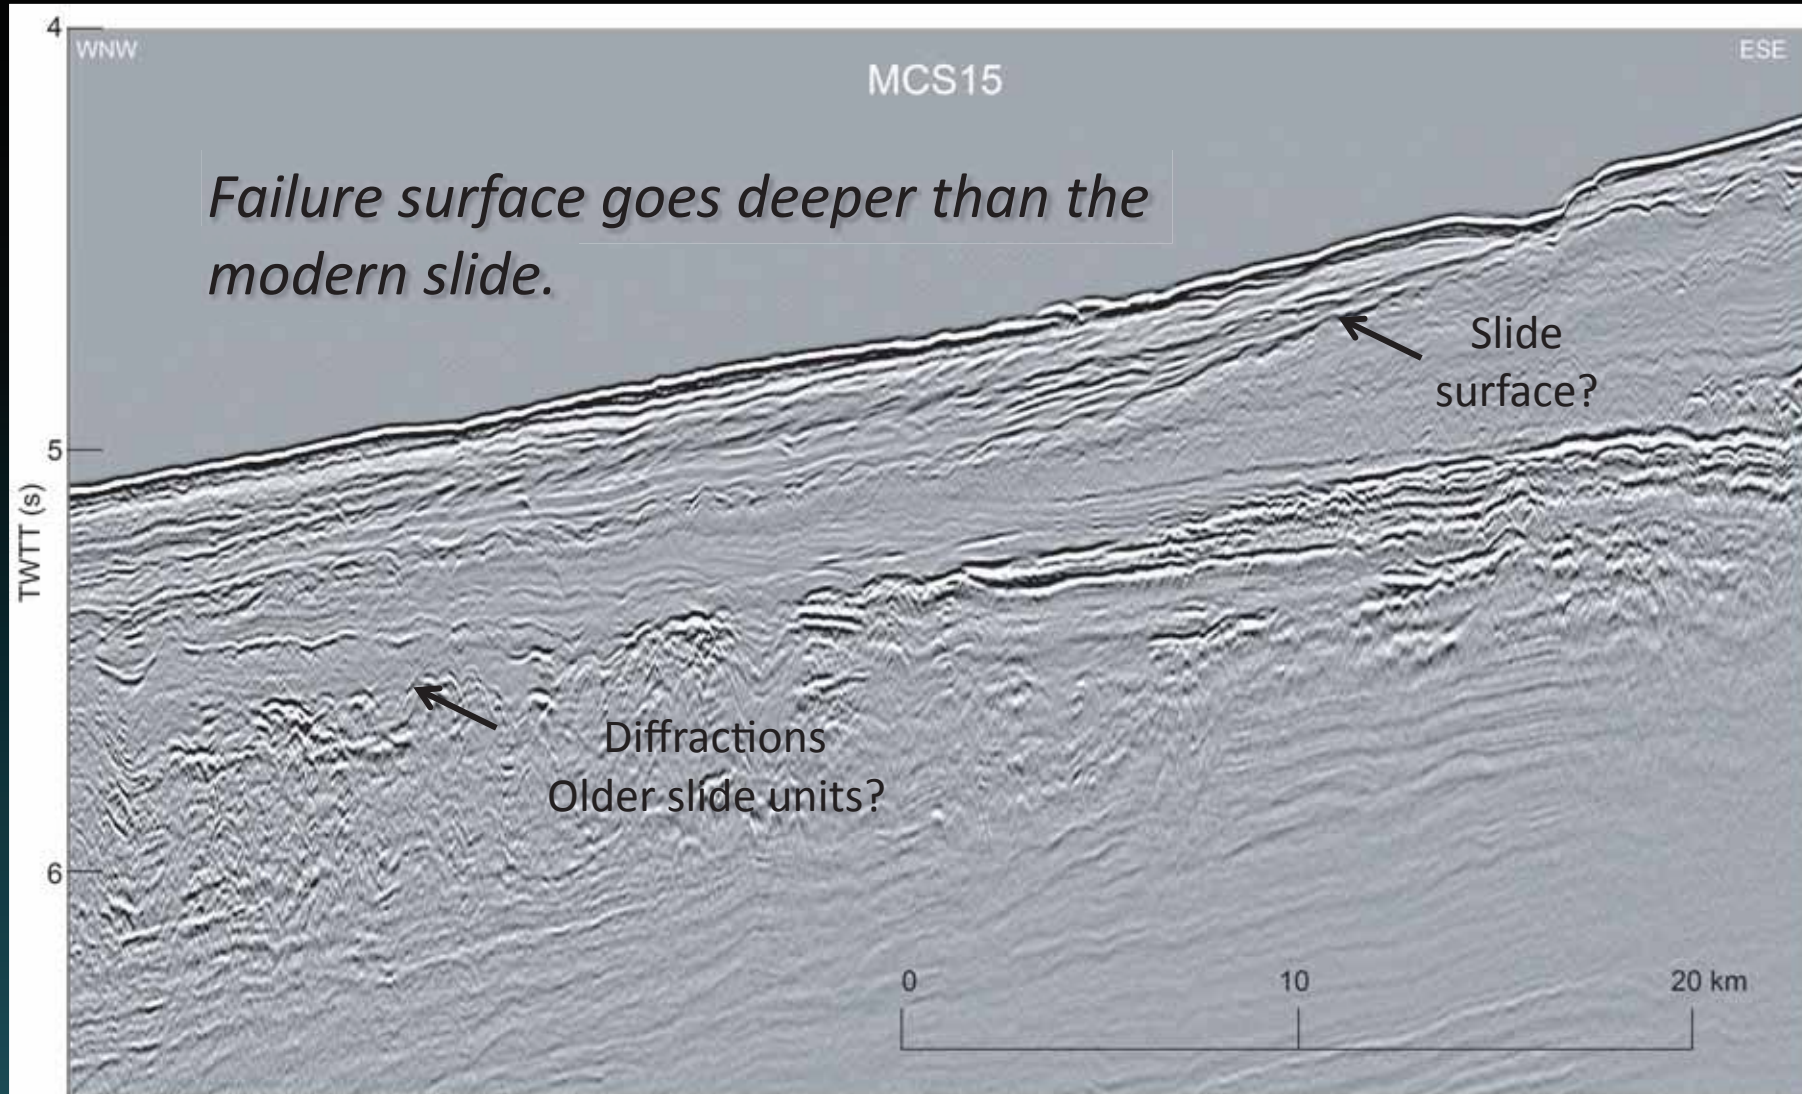 4
WNW
ESE
MCS15
Failure surface goes deeper than the
modern slide.
Slide
surface?
5
TWTT (s)
Diffractions
Older slide units?
6
0 10 20 km